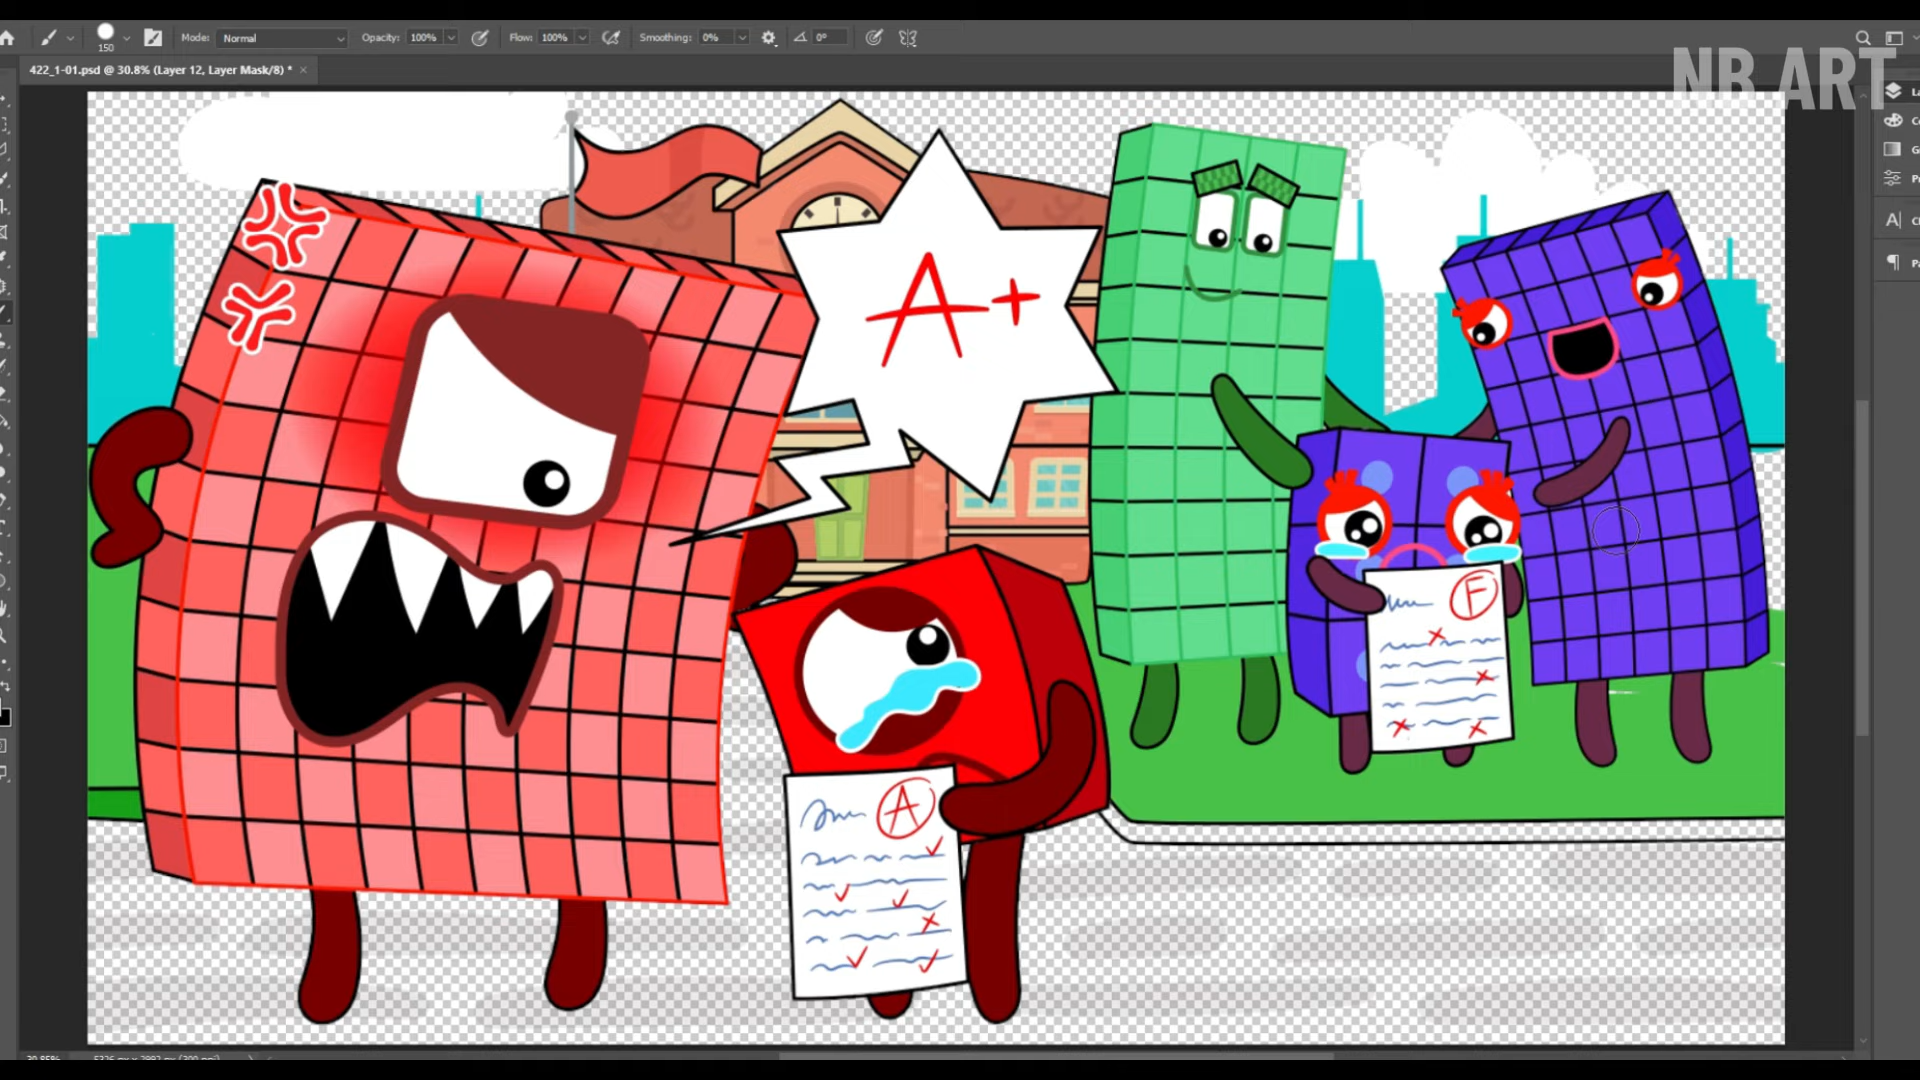 Mode: Normal Opacity: 100% Flow: 100% Smoothing: 0% 0°
150
422_1-01.psd @ 30.8% (Layer 12, Layer Mask/8) * ×
NB ART
A+
F
A